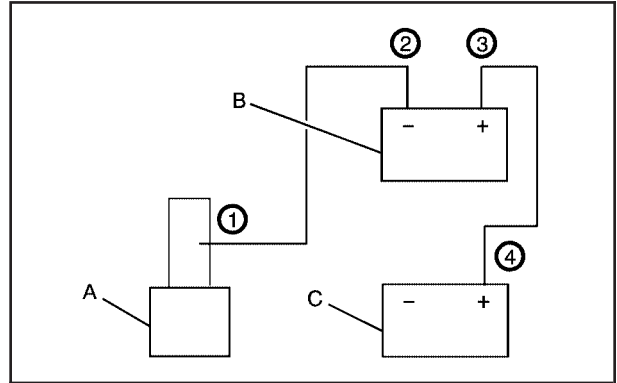 ② ③
B
− +
①
④
A
C
− +